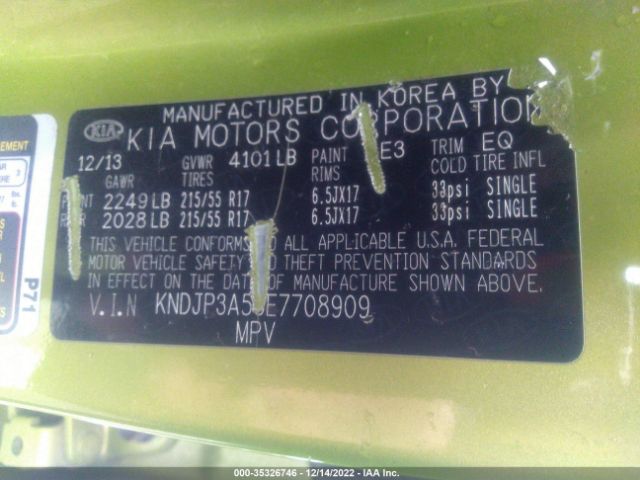 MANUFACTURED IN KOREA BY
KIA KIA MOTORS CORPORATION
12/13 GVWR 4101 LB PAINT E3 TRIM EQ
GAWR TIRES RIMS COLD TIRE INFL
2249 LB 215/55 R17 6.5JX17 33psi SINGLE
2028 LB 215/55 R17 6.5JX17 33psi SINGLE
THIS VEHICLE CONFORMS TO ALL APPLICABLE U.S.A. FEDERAL
MOTOR VEHICLE SAFETY AND THEFT PREVENTION STANDARDS
IN EFFECT ON THE DATE OF MANUFACTURE SHOWN ABOVE.
V.I.N
MPV
P71
000-35326746 - 12/14/2022 - IAA Inc.